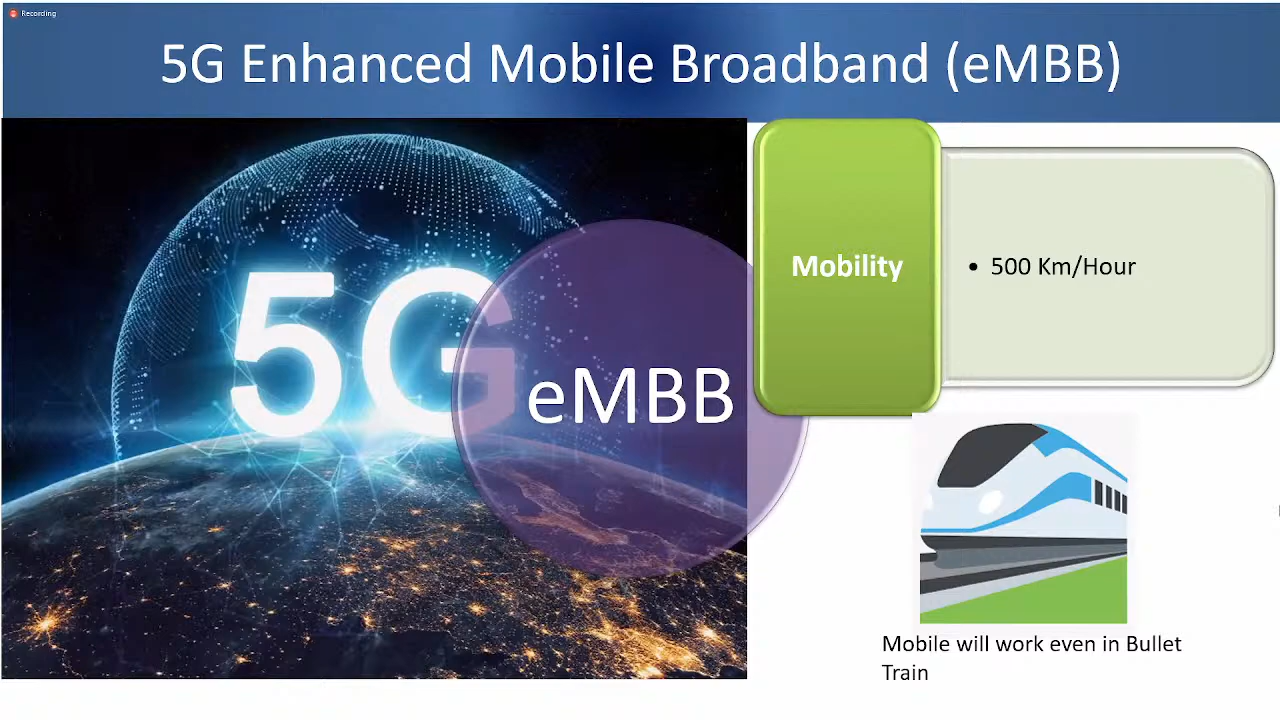 Recording
5G Enhanced Mobile Broadband (eMBB)
5G
eMBB
Mobility
• 500 Km/Hour
Mobile will work even in Bullet
Train